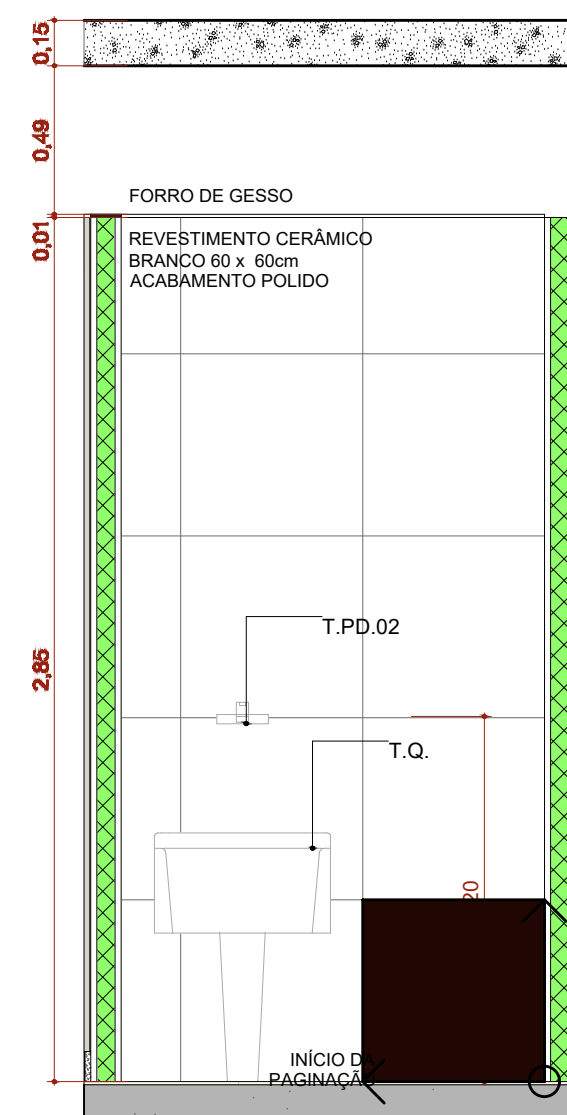 0,15
0,49
FORRO DE GESSO
0,01
REVESTIMENTO CERÂMICO
BRANCO 60 x 60cm
ACABAMENTO POLIDO
T.PD.02
2,85
T.Q.
20
INÍCIO DA
PAGINAÇÃO